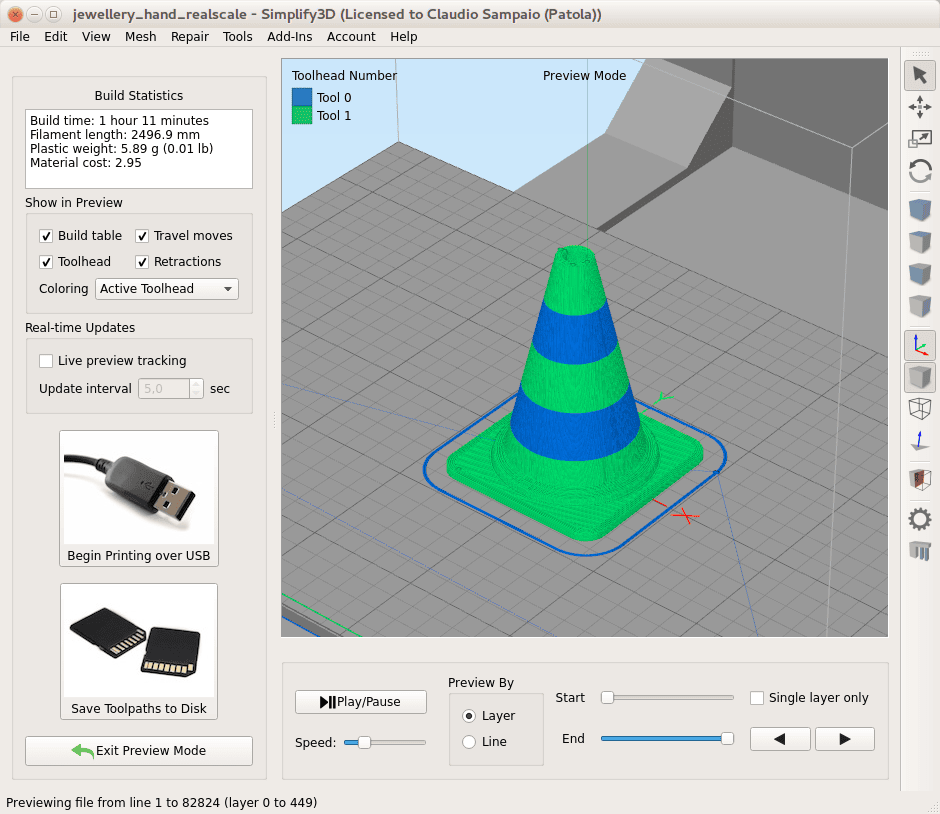 jewellery_hand_realscale - Simplify3D (Licensed to Claudio Sampaio (Patola))
File Edit View Mesh Repair Tools Add-Ins Account Help
Build Statistics
Build time: 1 hour 11 minutes
Filament length: 2496.9 mm
Plastic weight: 5.89 g (0.01 lb)
Material cost: 2.95
Show in Preview
Build table Travel moves
Toolhead Retractions
Coloring Active Toolhead
Real-time Updates
Live preview tracking
Update interval 5.0 sec
Begin Printing over USB
Save Toolpaths to Disk
Exit Preview Mode
Toolhead Number
Preview Mode
Tool 0
Tool 1
Play/Pause
Speed:
Preview By
Layer
Line
Start
Single layer only
End
Previewing file from line 1 to 82824 (layer 0 to 449)